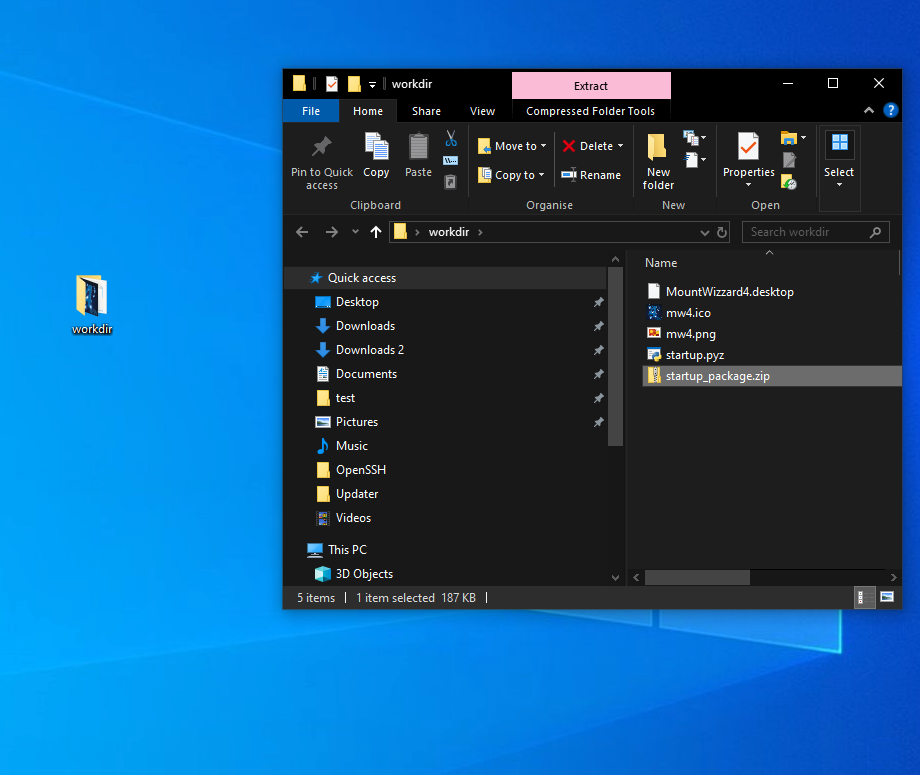 workdir
Extract
File Home Share View Compressed Folder Tools
Pin to Quick access
Copy
Paste
Clipboard
Move to
Copy to
Delete
Rename
Organise
New folder
New
Properties
Open
Select
workdir
Search workdir
Quick access
Desktop
Downloads
Downloads 2
Documents
test
Pictures
Music
OpenSSH
Updater
Videos
This PC
3D Objects
Name
MountWizzard4.desktop
mw4.ico
mw4.png
startup.pyz
startup_package.zip
5 items 1 item selected 187 KB
workdir